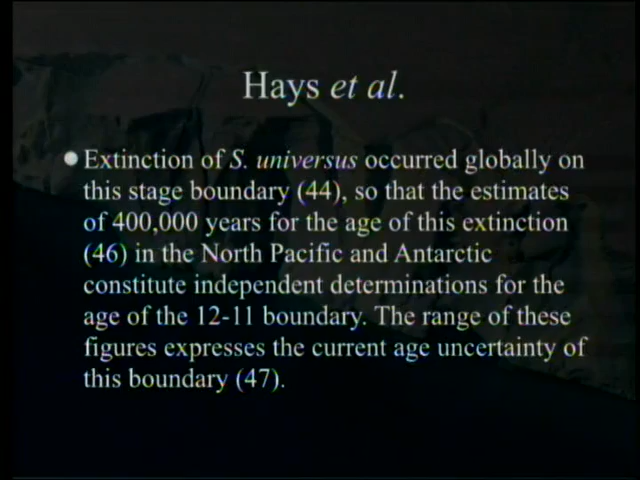 Hays et al.
Extinction of S. universus occurred globally on
this stage boundary (44), so that the estimates
of 400,000 years for the age of this extinction
(46) in the North Pacific and Antarctic
constitute independent determinations for the
age of the 12-11 boundary. The range of these
figures expresses the current age uncertainty of
this boundary (47).